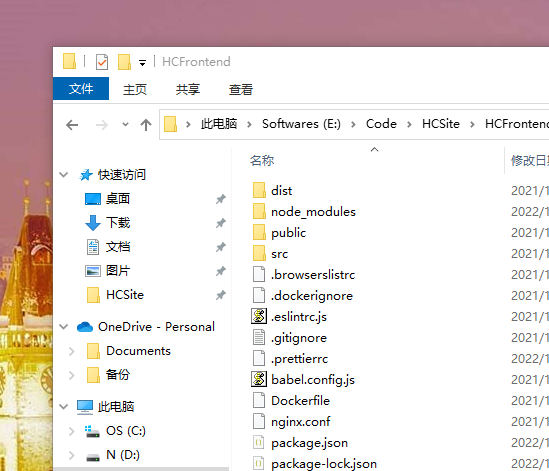 HCFrontend
文件 主页 共享 查看
此电脑 Softwares (E:) Code HCSite HCFrontend
名称 修改日
快速访问
桌面
下载
文档
图片
HCSite
OneDrive - Personal
Documents
备份
此电脑
OS (C:)
N (D:)
dist 2021/1
node_modules 2022/1
public 2021/1
src 2021/1
.browserslistrc 2021/1
.dockerignore 2021/1
.eslintrc.js 2021/1
.gitignore 2021/1
.prettierrc 2022/1
babel.config.js 2021/1
Dockerfile 2021/1
nginx.conf 2021/1
package.json 2022/1
package-lock.json 2022/1